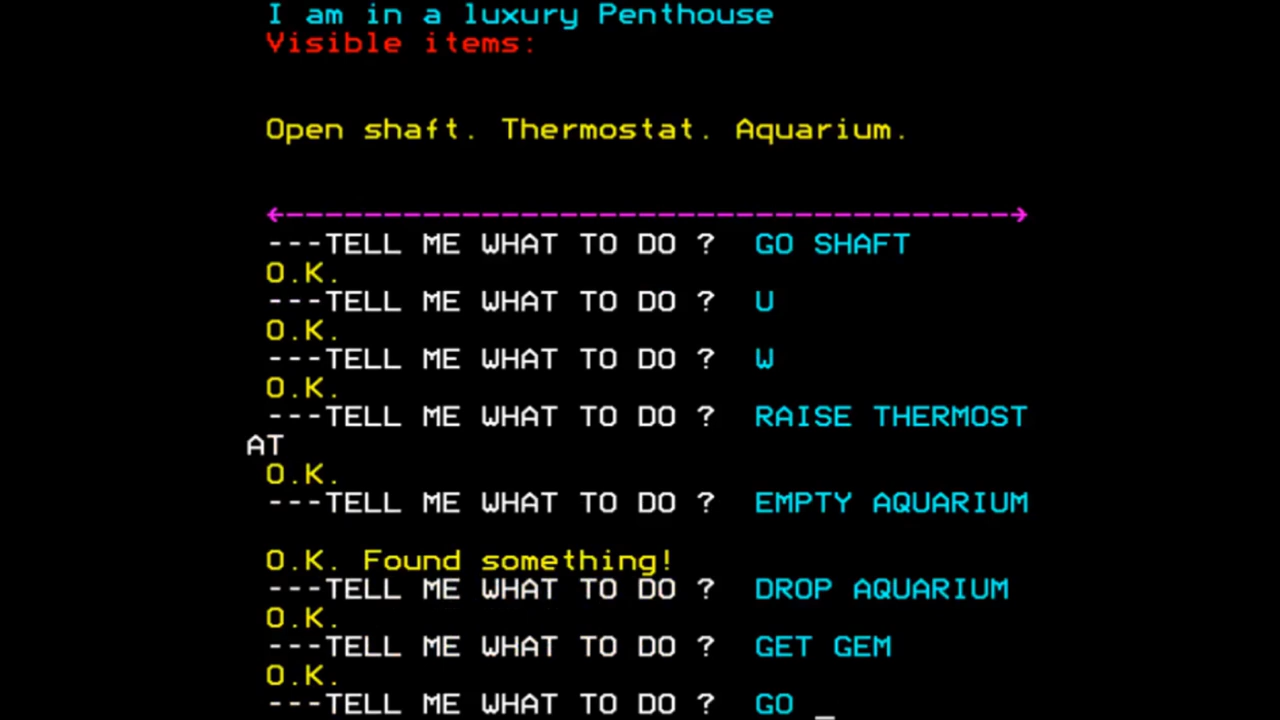 I am in a luxury Penthouse
Visible items:
Open shaft. Thermostat. Aquarium.
<---------------------------------------->
---TELL ME WHAT TO DO ?  GO SHAFT
O.K.
---TELL ME WHAT TO DO ?  U
O.K.
---TELL ME WHAT TO DO ?  W
O.K.
---TELL ME WHAT TO DO ?  RAISE THERMOST
AT
O.K.
---TELL ME WHAT TO DO ?  EMPTY AQUARIUM
O.K. Found something!
---TELL ME WHAT TO DO ?  DROP AQUARIUM
O.K.
---TELL ME WHAT TO DO ?  GET GEM
O.K.
---TELL ME WHAT TO DO ?  GO _